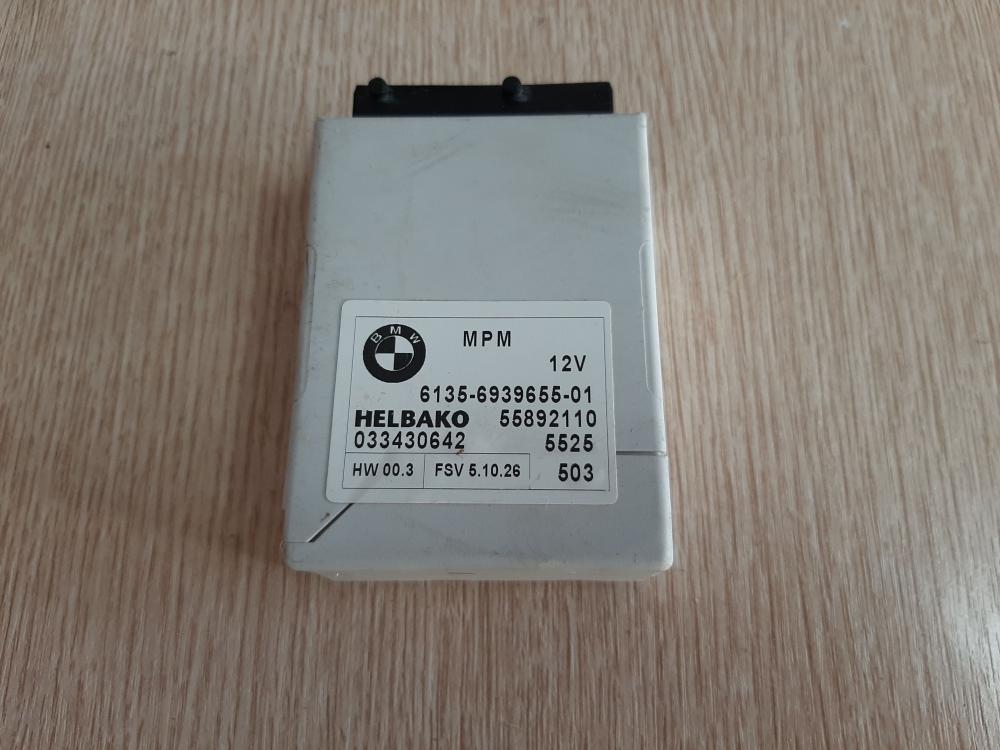 BMW
MPM
12V
6135-6939655-01
HELBAKO 55892110
033430642 5525
HW 00.3 FSV 5.10.26 503